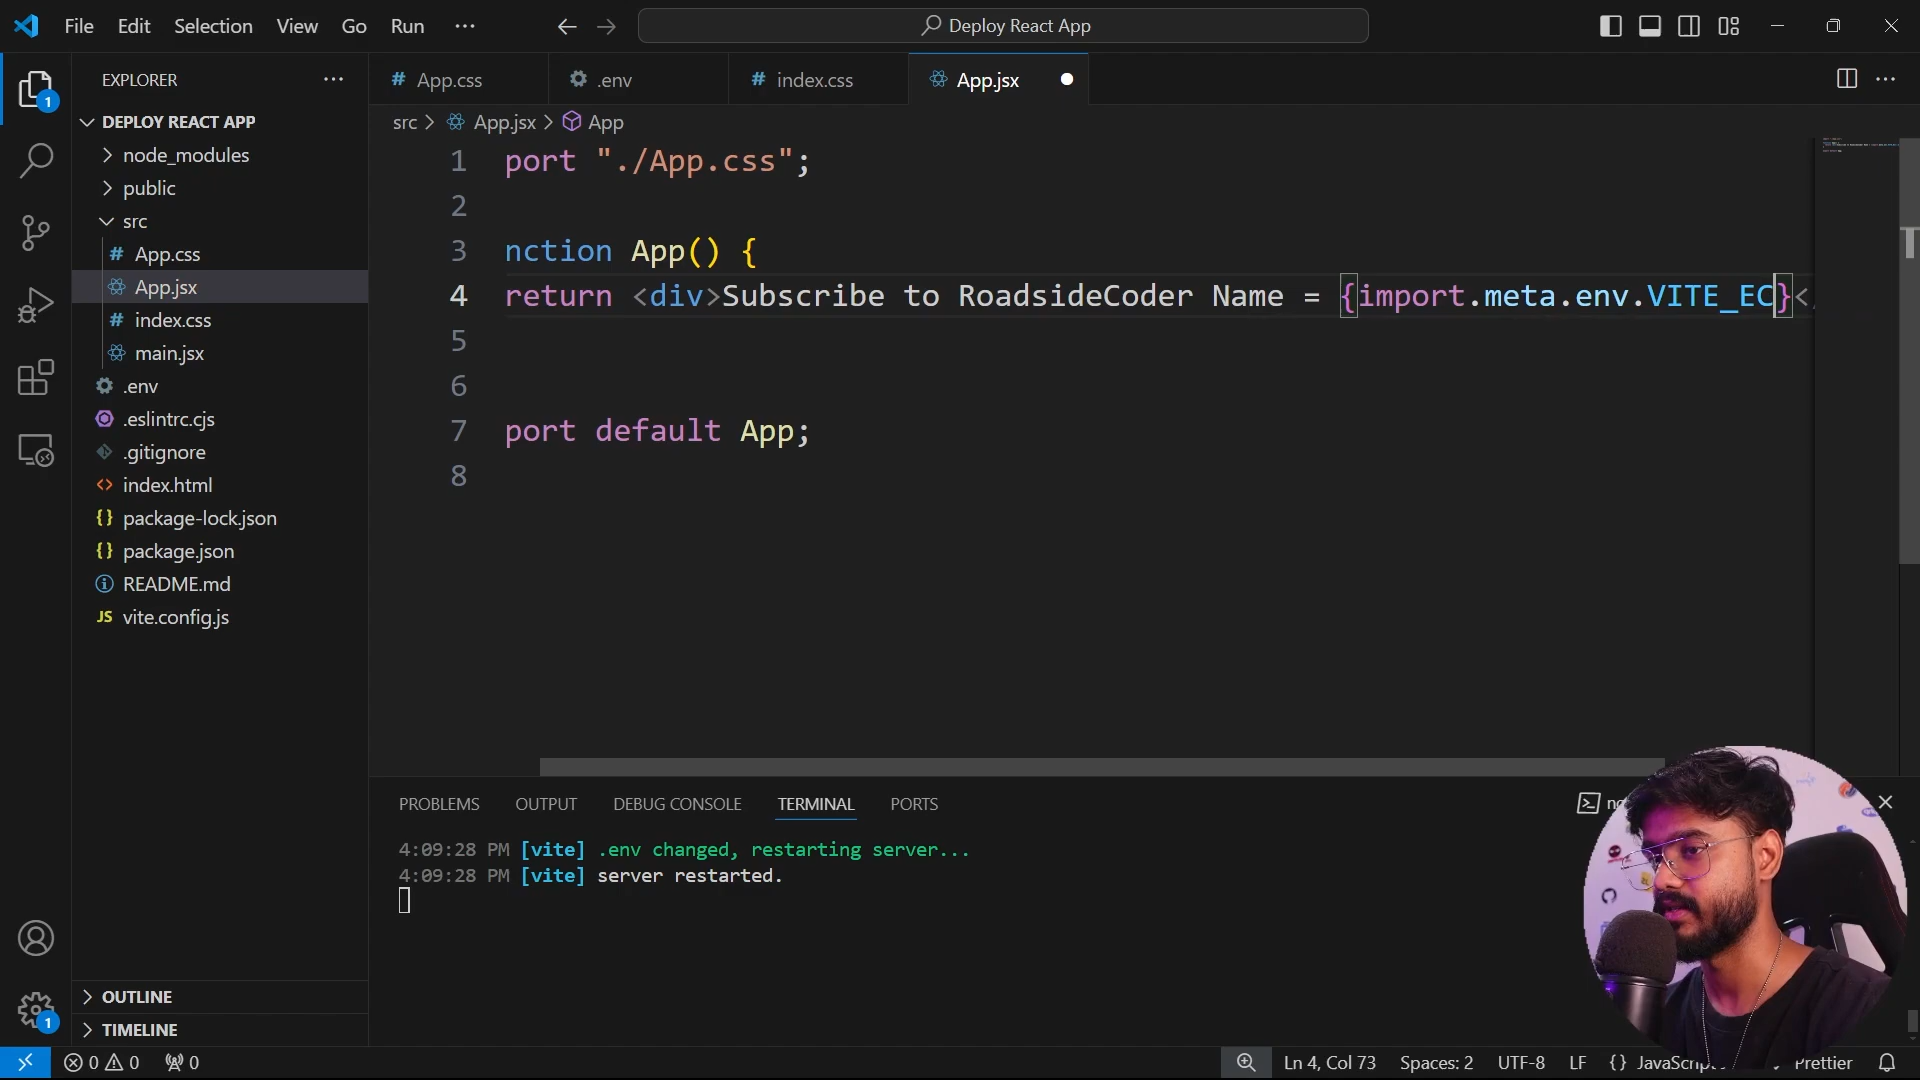 File Edit Selection View Go Run ···
Deploy React App
EXPLORER
DEPLOY REACT APP
node_modules
public
src
App.css
App.jsx
index.css
main.jsx
.env
.eslintrc.cjs
.gitignore
index.html
package-lock.json
package.json
README.md
vite.config.js
OUTLINE
TIMELINE
1
1
App.css
.env
index.css
App.jsx
src > App.jsx > App
1 port "./App.css";
2
3 nction App() {
4 return <div>Subscribe to RoadsideCoder Name = {import.meta.env.VITE_EC}<
5
6
7 port default App;
8
PROBLEMS OUTPUT DEBUG CONSOLE TERMINAL PORTS
4:09:28 PM [vite] .env changed, restarting server...
4:09:28 PM [vite] server restarted.
0 0 0
Ln 4, Col 73 Spaces: 2 UTF-8 LF {} Prettier